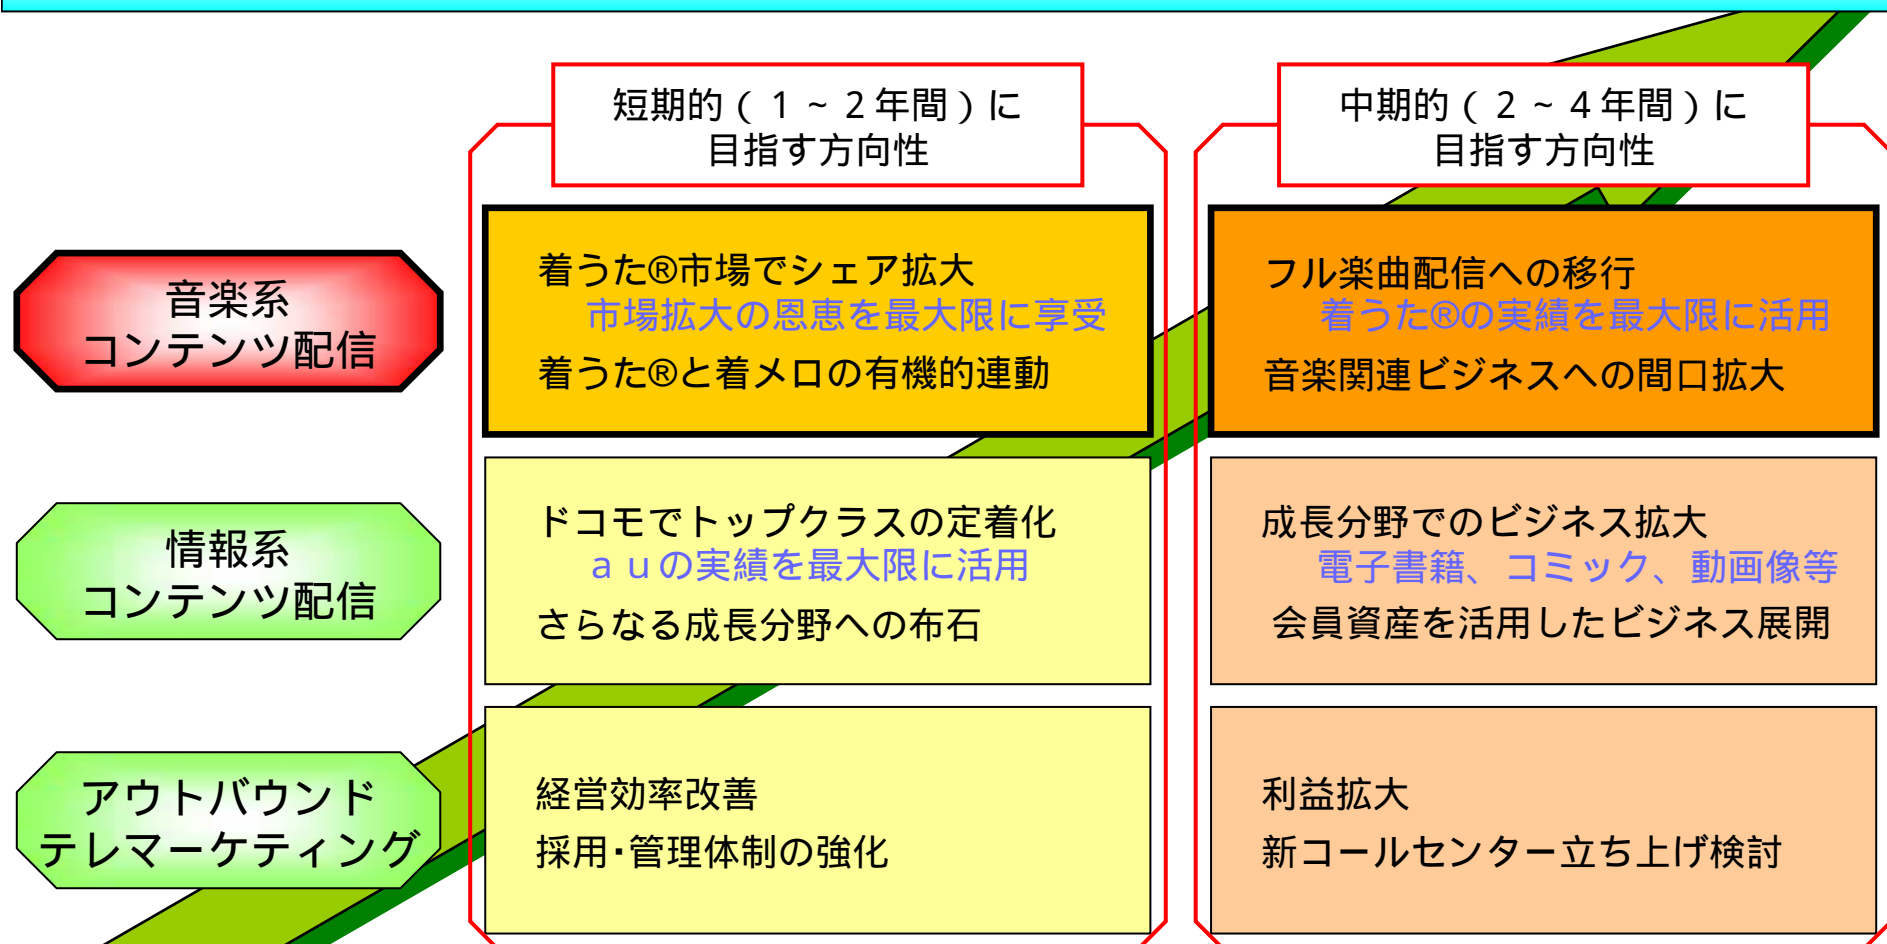 短期的(1~2年間)に
目指す方向性
中期的(2~4年間)に
目指す方向性
音楽系
コンテンツ配信
着うた®市場でシェア拡大
市場拡大の恩恵を最大限に享受
着うた®と着メロの有機的連動
フル楽曲配信への移行
着うた®の実績を最大限に活用
音楽関連ビジネスへの間口拡大
情報系
コンテンツ配信
ドコモでトップクラスの定着化
auの実績を最大限に活用
さらなる成長分野への布石
成長分野でのビジネス拡大
電子書籍、コミック、動画像等
会員資産を活用したビジネス展開
アウトバウンド
テレマーケティング
経営効率改善
採用・管理体制の強化
利益拡大
新コールセンター立ち上げ検討